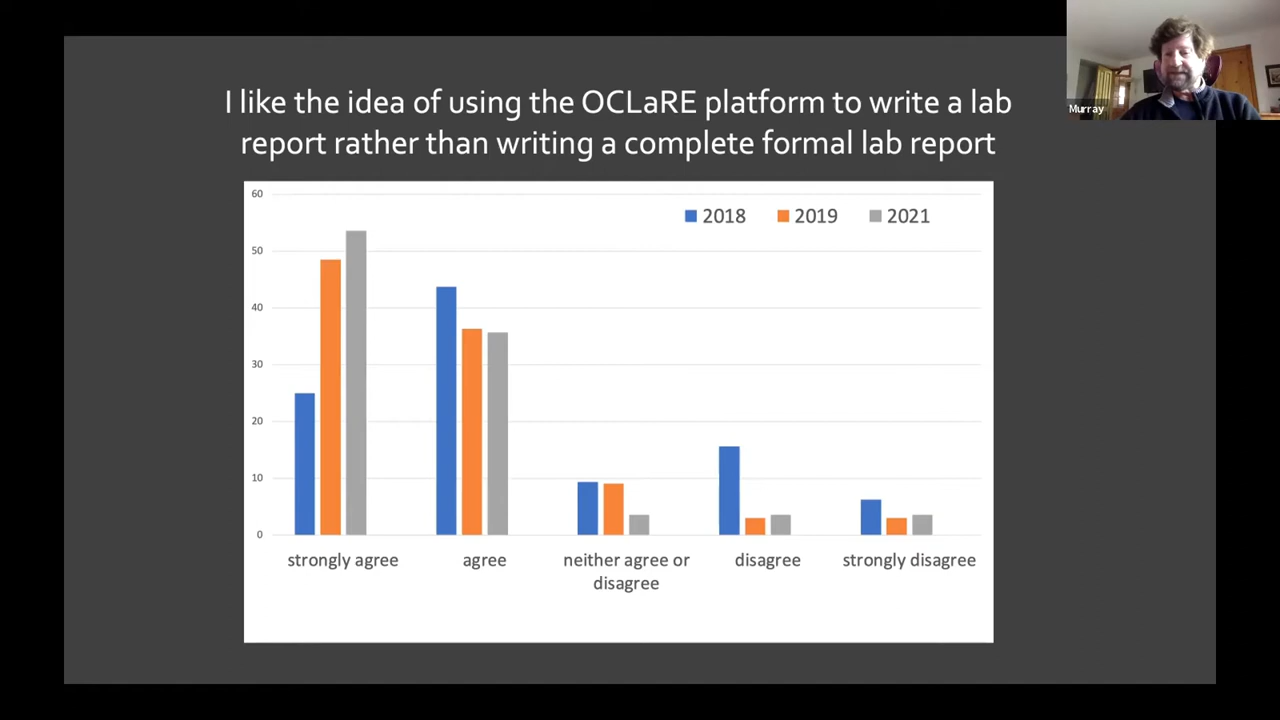 I like the idea of using the OCLaRE platform to write a lab
report rather than writing a complete formal lab report
Murray
60
2018 2019 2021
50
40
30
20
10
0
strongly agree agree neither agree or disagree strongly disagree
disagree